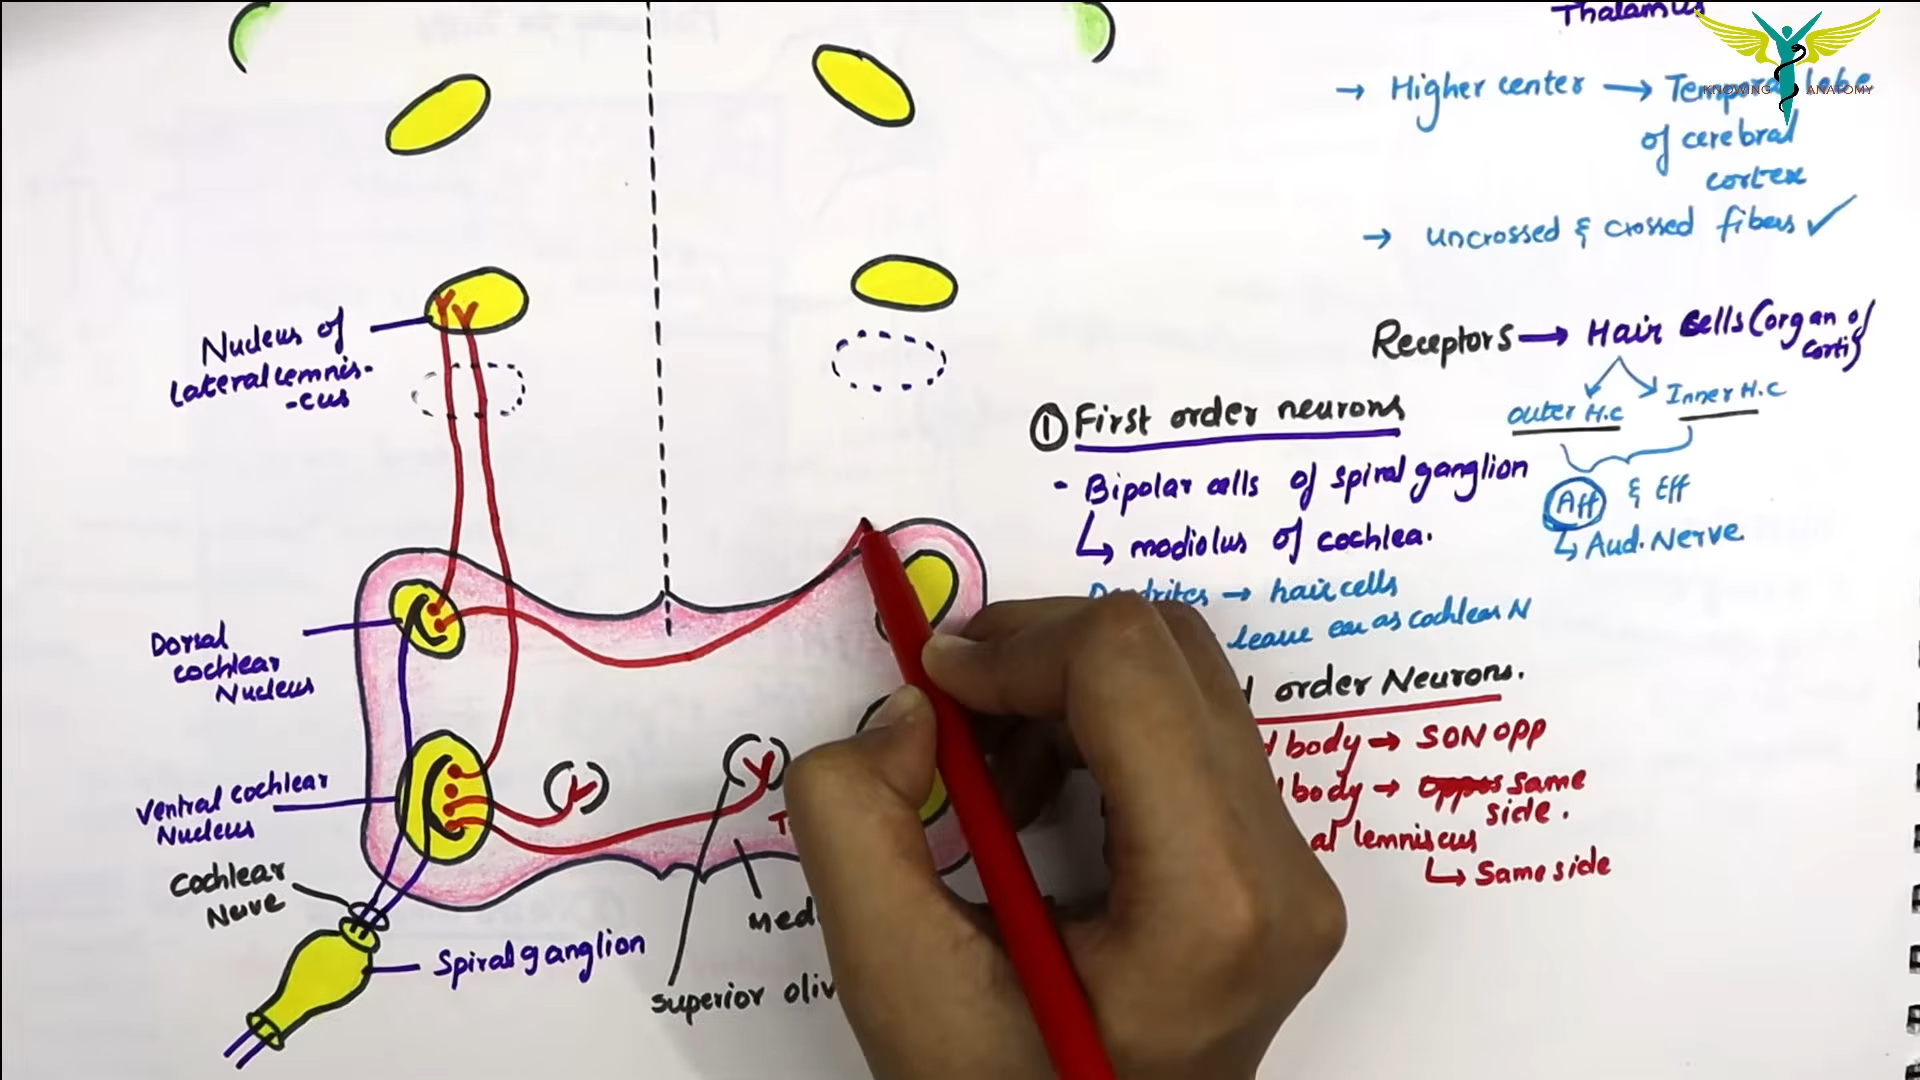 Thalamus
KNOWING ANATOMY
→ Higher center → Temporal lobe
of cerebral
cortex
→ uncrossed & crossed fibers ✓
Receptors → Hair cells (organ of
corti)
outer H.c Inner H.c
Aff & Eff
↳ Aud. Nerve
① First order neurons
- Bipolar cells of spiral ganglion
↳ modiolus of cochlea.
Dendrites → hair cells
leave ear as cochlear N
order Neurons.
body → SON OPP
body → same
side.
lemniscus
↳ Same side
Nucleus of
lateral lemnis-
-cus
Dorsal
cochlear
Nucleus
Ventral cochlear
Nucleus
Cochlear
Nerve
Spiral ganglion
superior